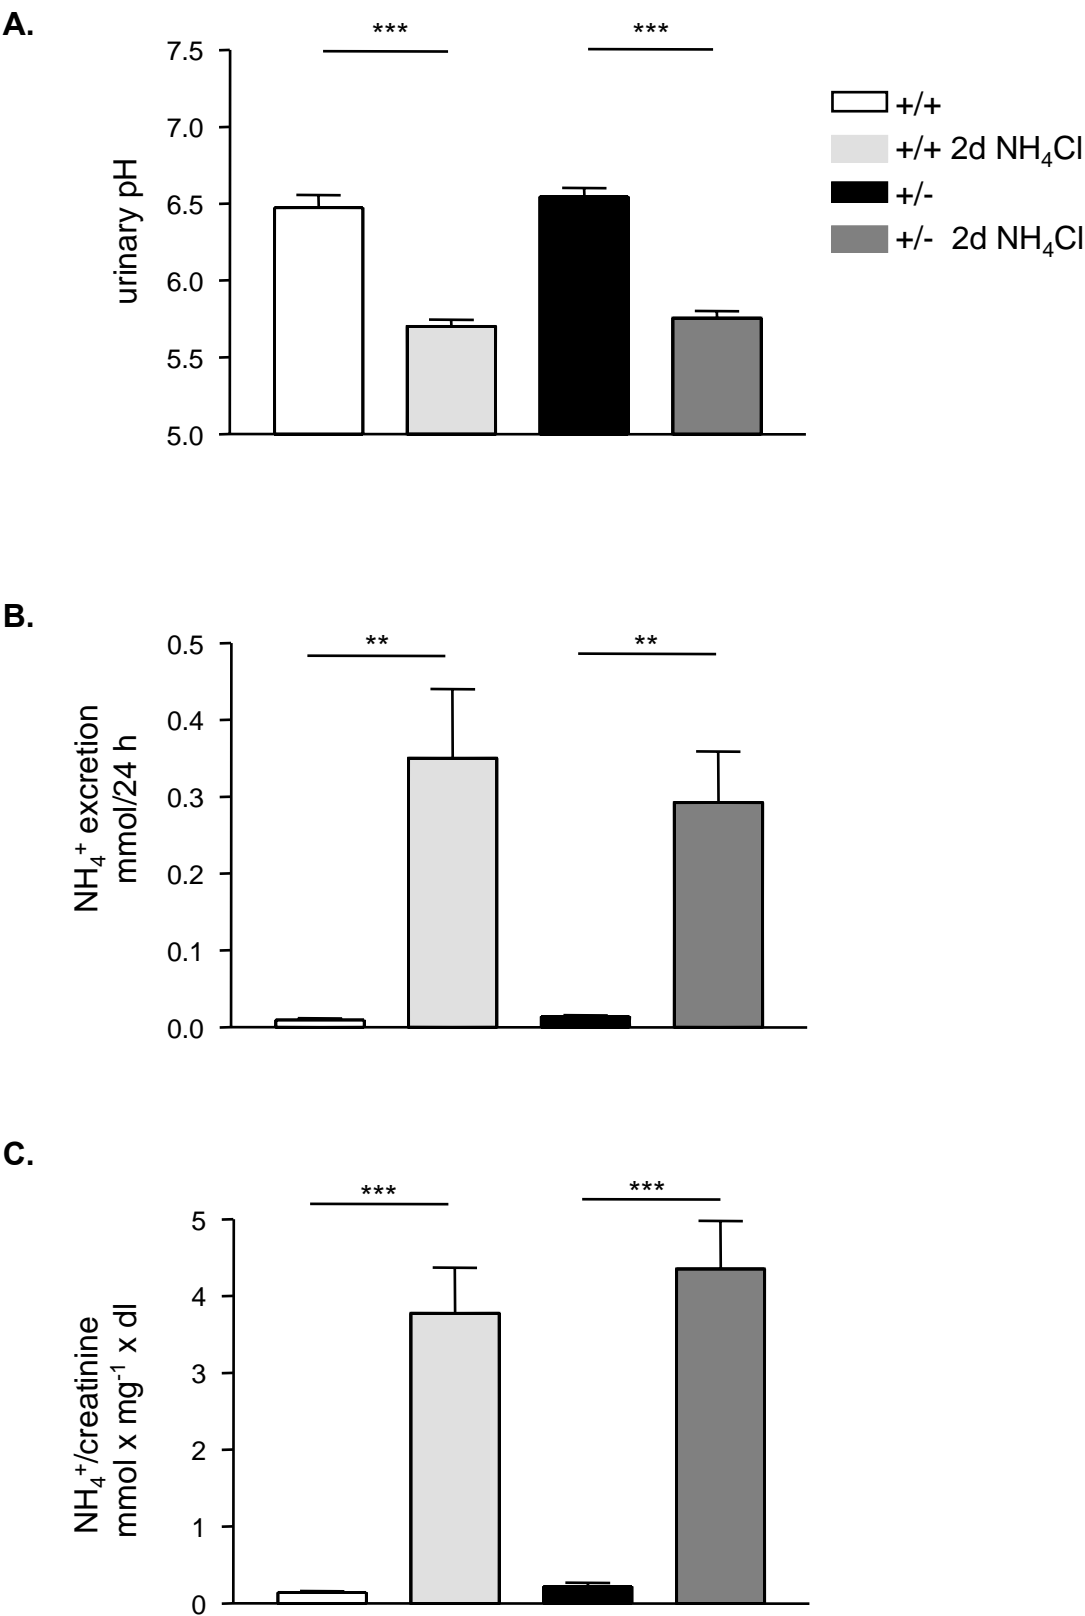 A.
***
***
7.5
7.0
6.5
6.0
5.5
5.0
urinary pH
+/+
+/+ 2d NH₄Cl
+/-
+/- 2d NH₄Cl
B.
**
**
0.5
0.4
0.3
0.2
0.1
0.0
NH₄⁺ excretion
mmol/24 h
C.
***
***
5
4
3
2
1
0
NH₄⁺/creatinine
mmol x mg⁻¹ x dl